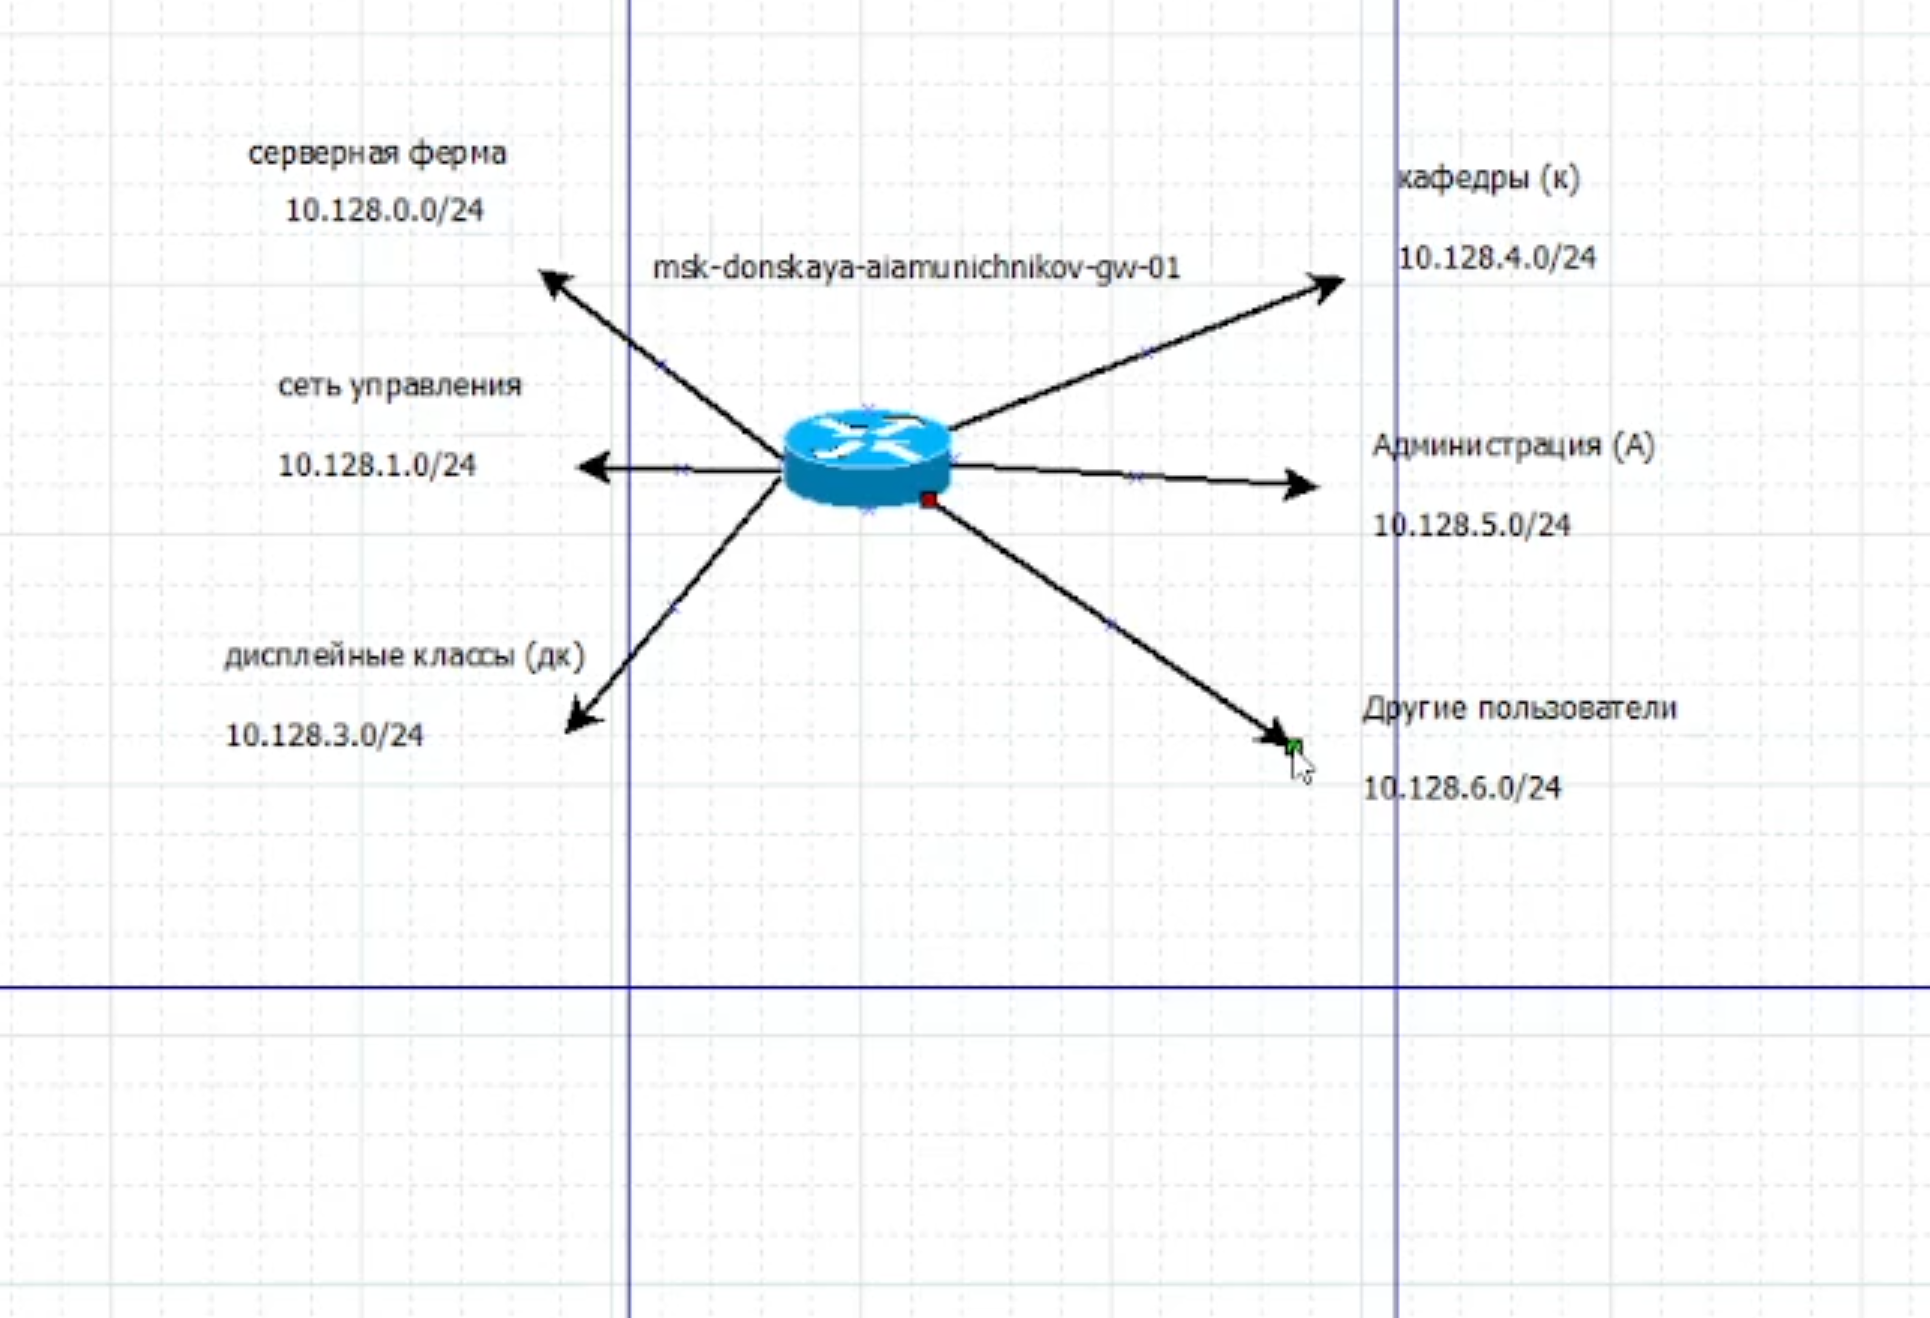 серверная ферма
10.128.0.0/24
msk-donskaya-aiamunichnikov-gw-01
кафедры (к)
10.128.4.0/24
сеть управления
10.128.1.0/24
Администрация (А)
10.128.5.0/24
дисплейные классы (дк)
10.128.3.0/24
Другие пользователи
10.128.6.0/24